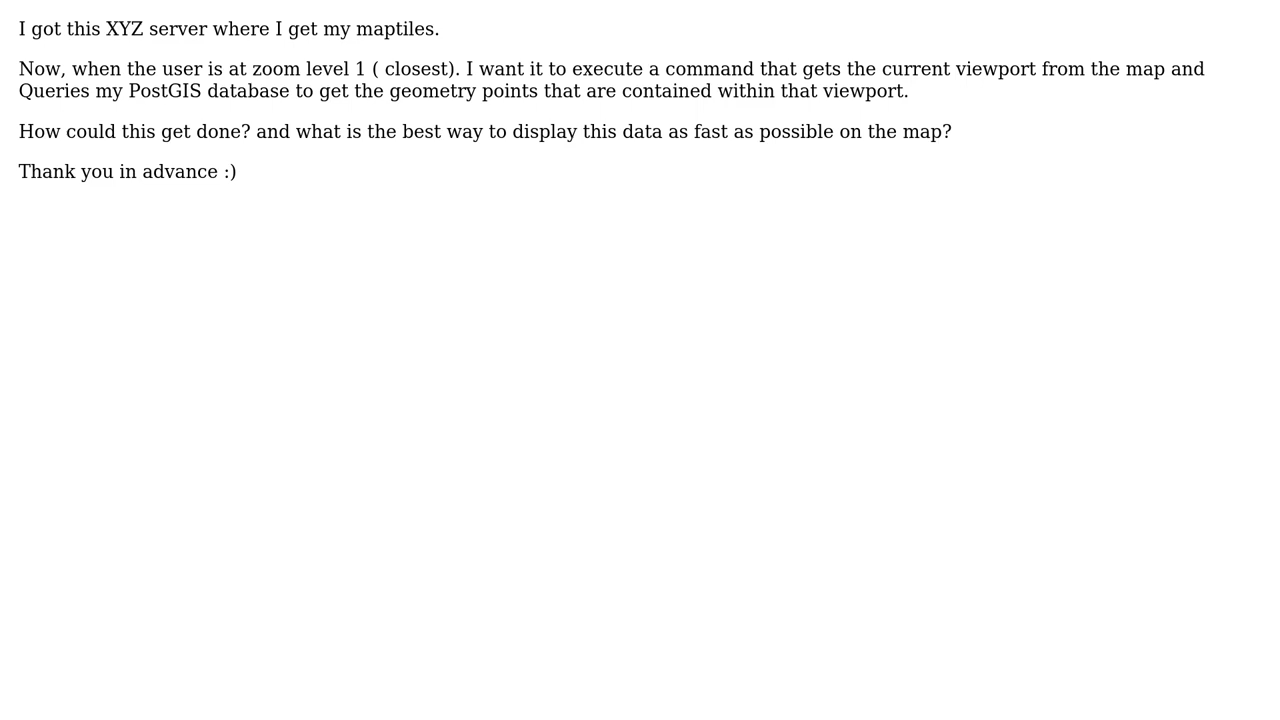 I got this XYZ server where I get my maptiles.
Now, when the user is at zoom level 1 ( closest). I want it to execute a command that gets the current viewport from the map and
Queries my PostGIS database to get the geometry points that are contained within that viewport.
How could this get done? and what is the best way to display this data as fast as possible on the map?
Thank you in advance :)